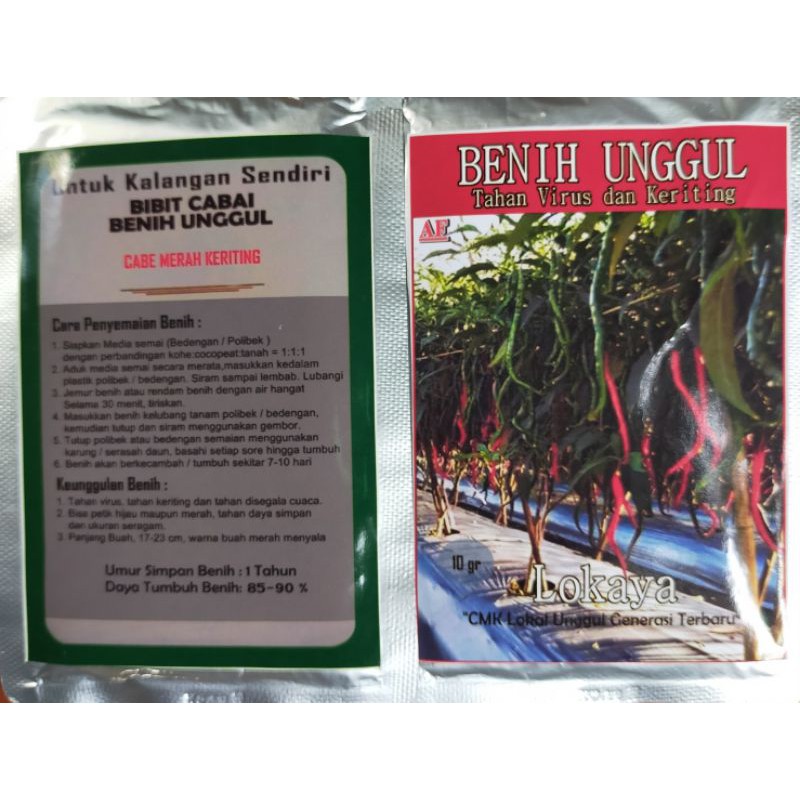 Untuk Kalangan Sendiri
BIBIT CABAI
BENIH UNGGUL
CABE MERAH KERITING
Cara Penyemaian Benih :
1. Siapkan Media semai (Bedengan / Polibek )
dengan perbandingan kohe:cocopeat:tanah = 1:1:1
2. Aduk media semai secara merata,masukkan kedalam
plastik polibek / bedengan. Siram sampai lembab. Lubangi
3. Jemur benih atau rendam benih dengan air hangat
Selama 30 menit, tiriskan.
4. Masukkan benih kelubang tanam polibek / bedengan,
kemudian tutup dan siram menggunakan gembor.
5. Tutup polibek atau bedengan semaian menggunakan
karung / serasah daun, basahi setiap sore hingga tumbuh
6. Benih akan berkecambah / tumbuh sekitar 7-10 hari
Keunggulan Benih :
1. Tahan virus, tahan keriting dan tahan disegala cuaca.
2. Bisa petik hijau maupun merah, tahan daya simpan
dan ukuran seragam.
3. Panjang Buah, 17-23 cm, warna buah merah menyala
Umur Simpan Benih : 1 Tahun
Daya Tumbuh Benih: 85-90 %
BENIH UNGGUL
Tahan Virus dan Keriting
AF
10 gr
Lokaya
"CMK Lokal Unggul Generasi Terbaru"